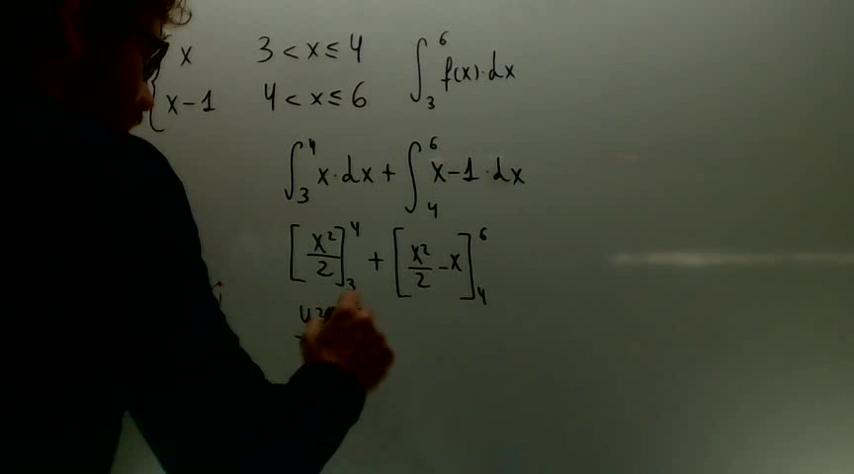 x 3 < x ≤ 4 ∫₃⁶ f(x)·dx
x-1 4 < x ≤ 6
∫₃⁴ x·dx + ∫₄⁶ x-1·dx
[x²/2]₃⁴ + [x²/2 - x]₄⁶